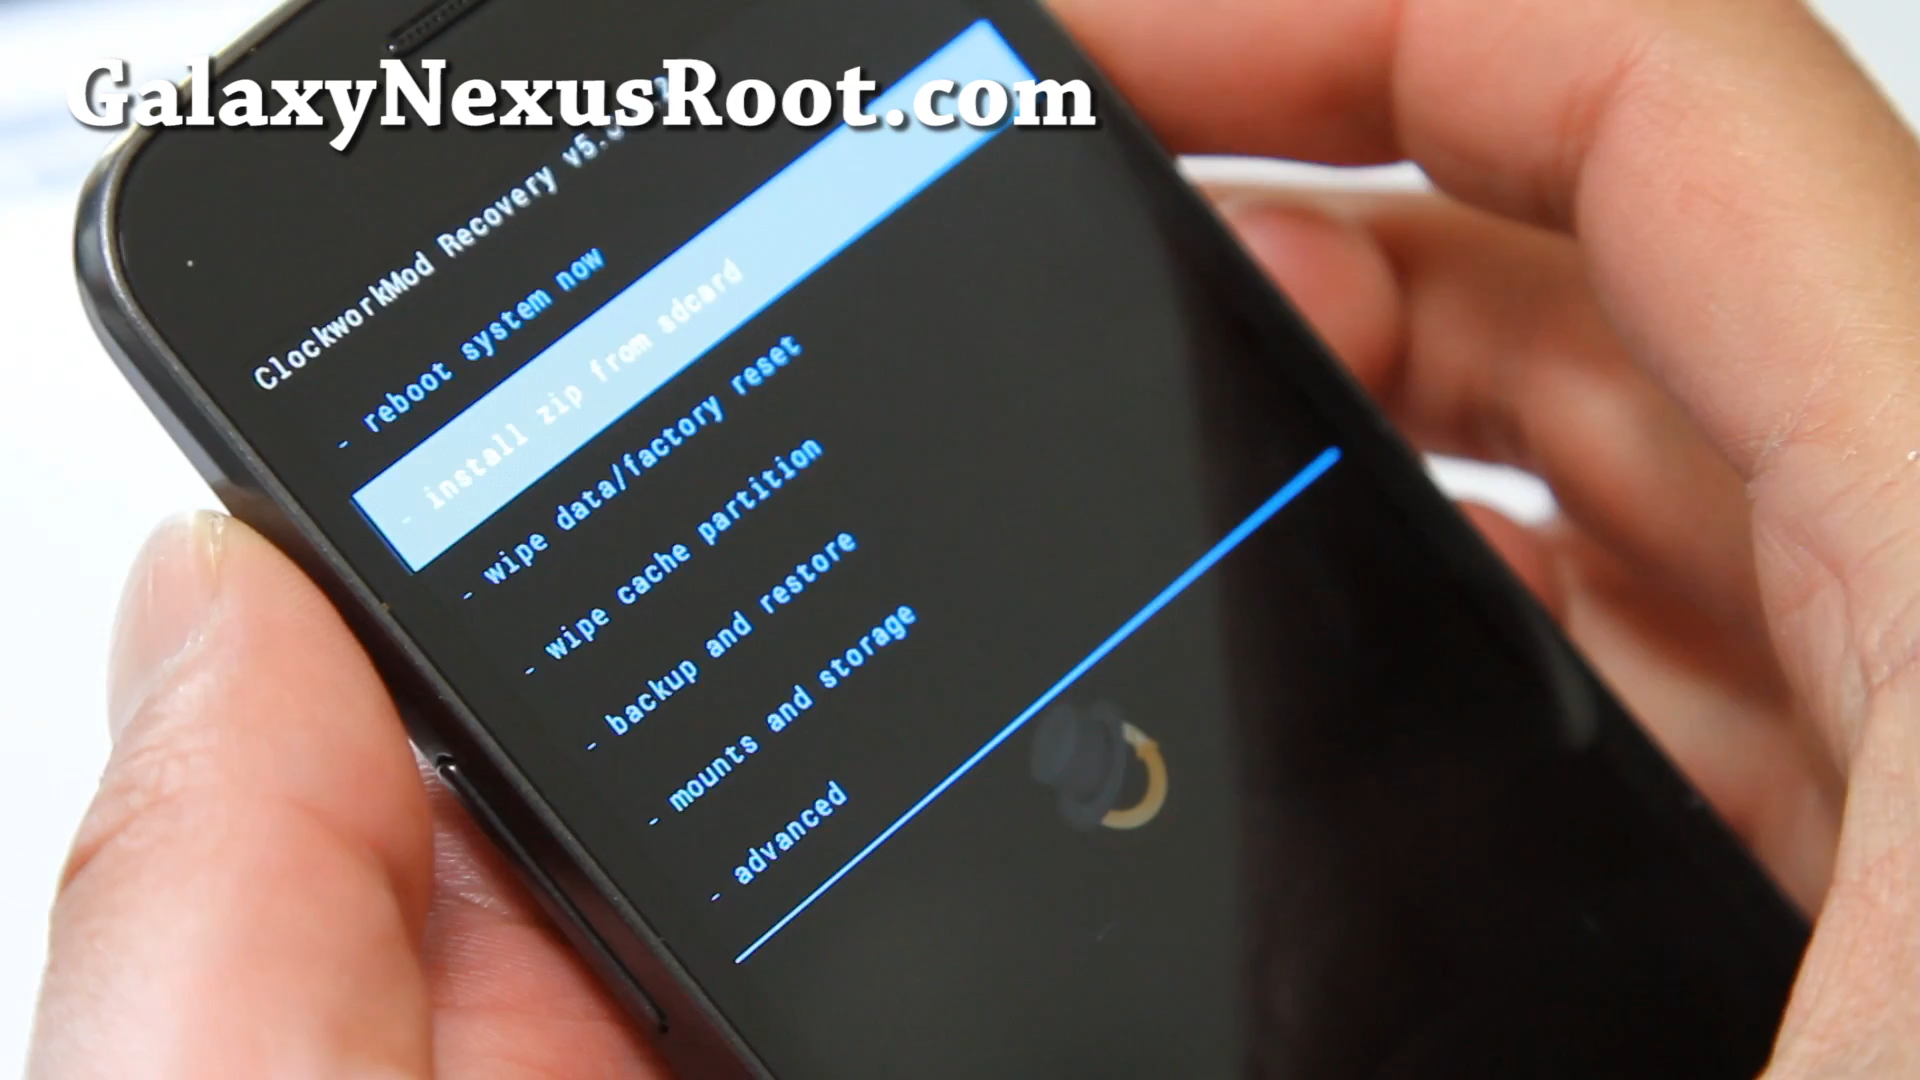 GalaxyNexusRoot.com
ClockworkMod Recovery
- reboot system now
- install zip from sdcard
- wipe data/factory reset
- wipe cache partition
- backup and restore
- mounts and storage
- advanced